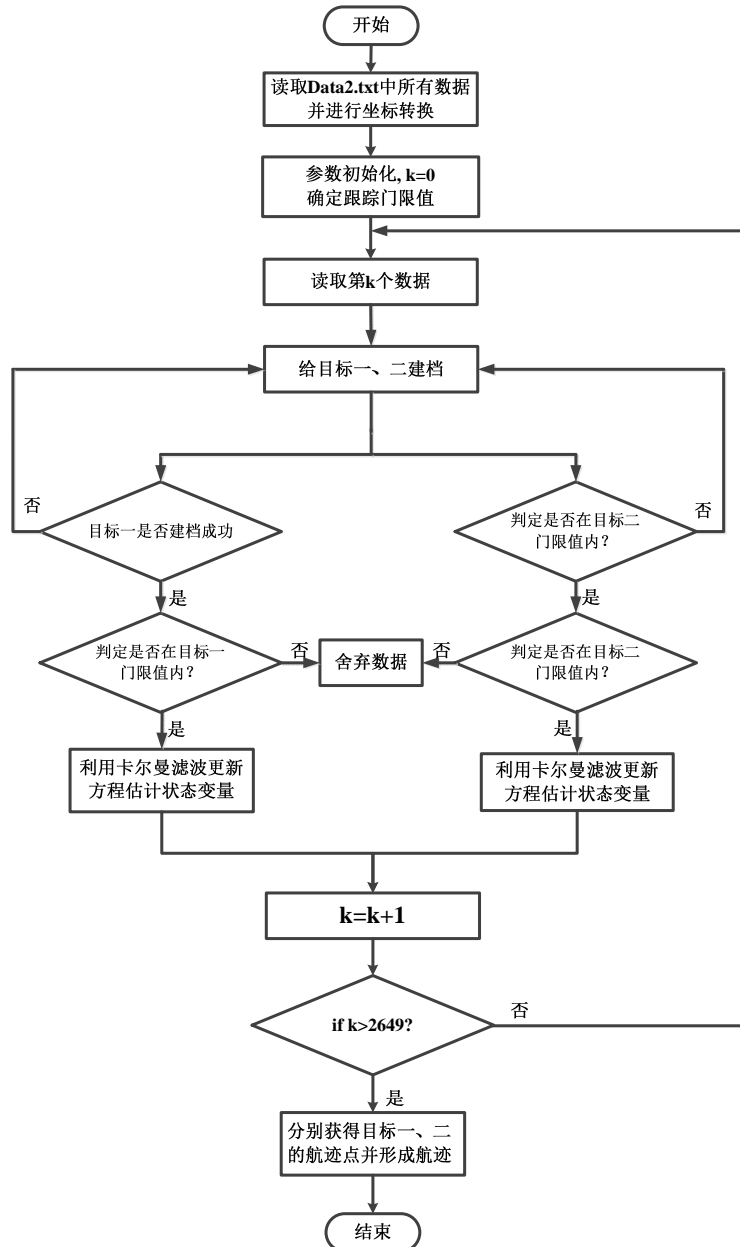 开始
读取Data2.txt中所有数据
并进行坐标转换
参数初始化, k=0
确定跟踪门限值
读取第k个数据
给目标一、二建档
否
目标一是否建档成功
判定是否在目标二
门限值内?
否
是
是
判定是否在目标一
门限值内?
否
舍弃数据
否
判定是否在目标二
门限值内?
是
是
利用卡尔曼滤波更新
方程估计状态变量
利用卡尔曼滤波更新
方程估计状态变量
k=k+1
if k>2649?
否
是
分别获得目标一、二
的航迹点并形成航迹
结束